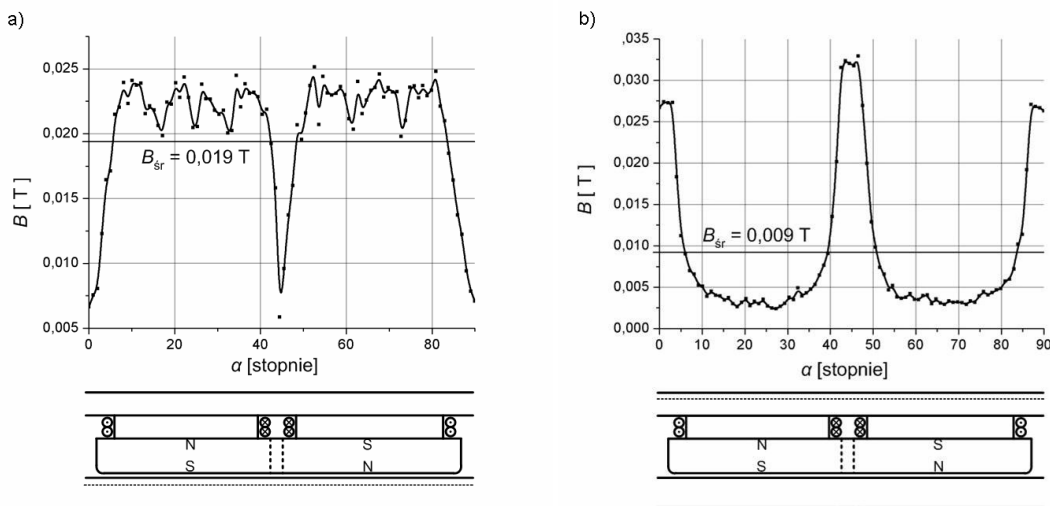 a)
B [ T ]
0,025
0,020
0,015
0,010
0,005
Bśr = 0,019 T
0 20 40 60 80
α [stopnie]
N S
S N
b)
B [ T ]
,035
0,030
0,025
0,020
0,015
0,010
0,005
0,000
Bśr = 0,009 T
0 10 20 30 40 50 60 70 80 90
α [stopnie]
N S
S N